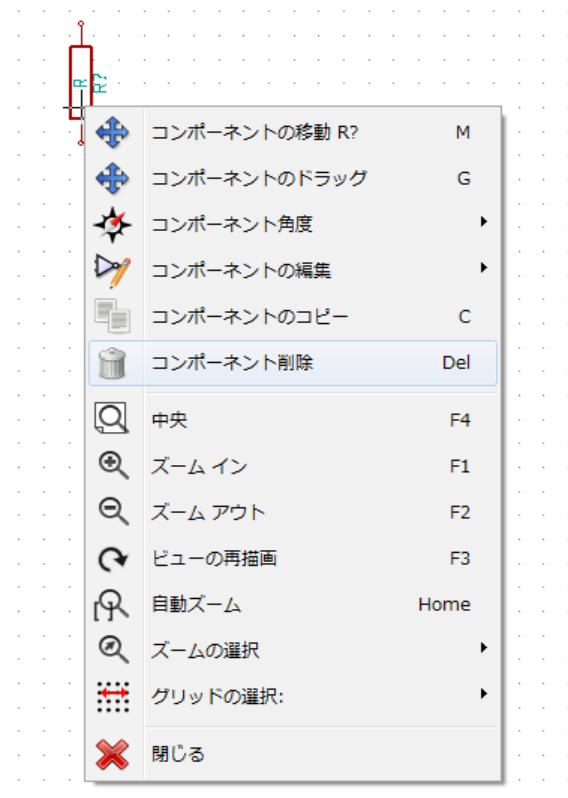 R
R?
コンポーネントの移動 R? M
コンポーネントのドラッグ G
コンポーネント角度
コンポーネントの編集
コンポーネントのコピー C
コンポーネント削除 Del
中央 F4
ズーム イン F1
ズーム アウト F2
ビューの再描画 F3
自動ズーム Home
ズームの選択
グリッドの選択:
閉じる